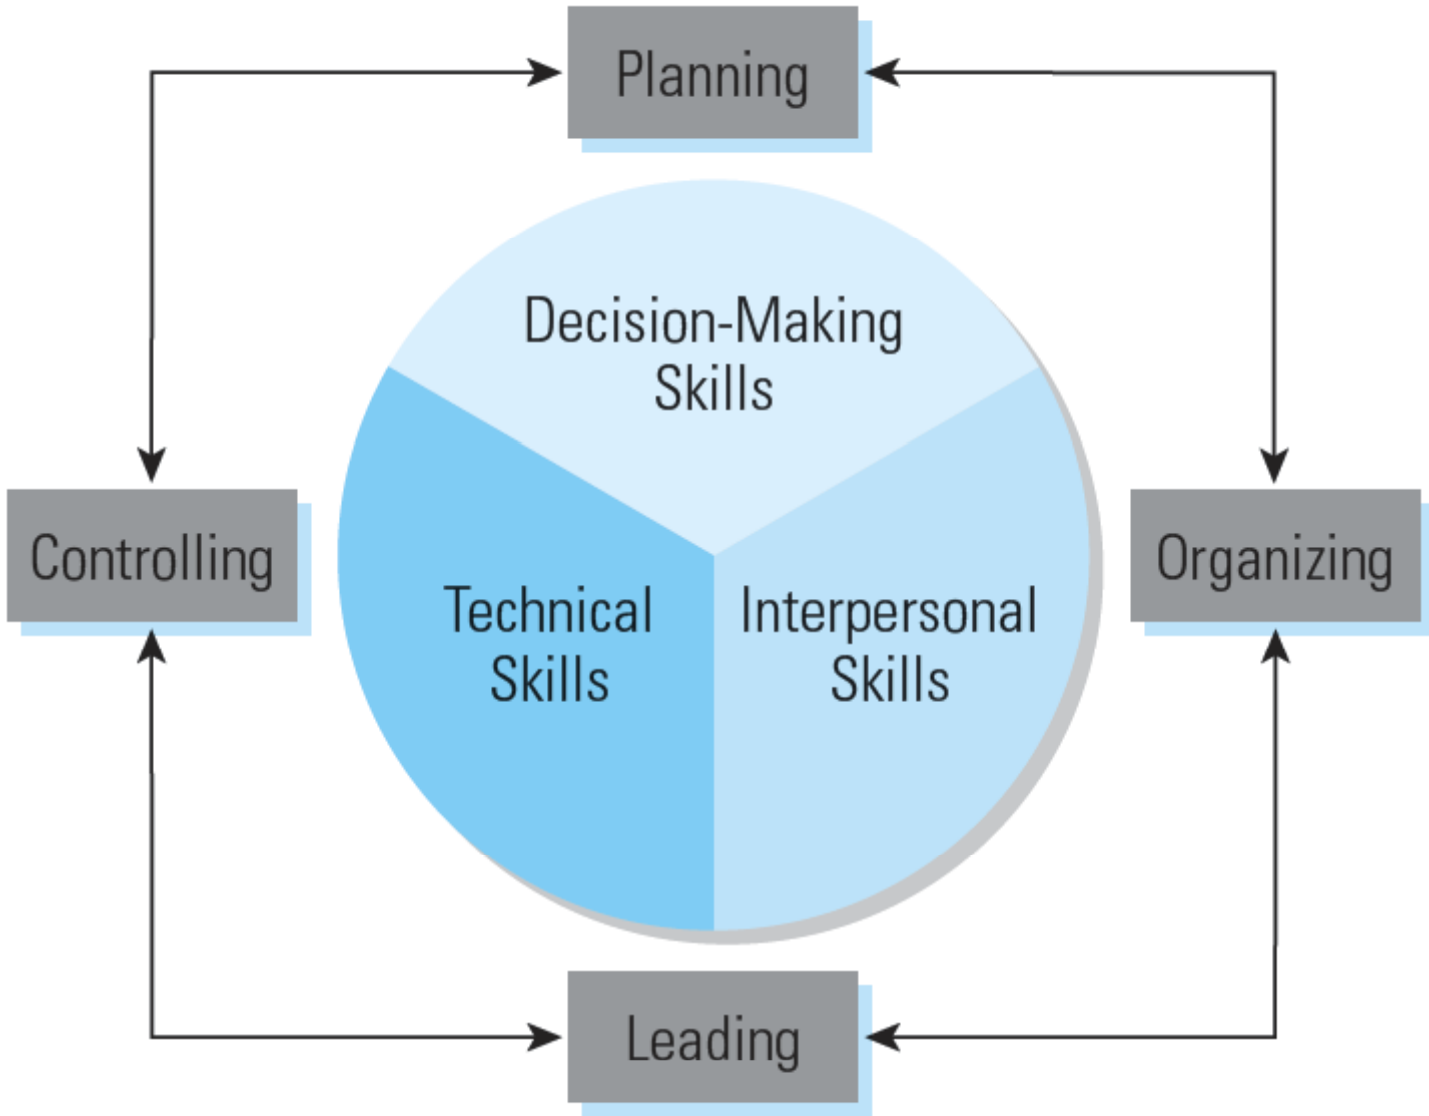 Planning
Decision-Making
Skills
Controlling
Organizing
Technical
Skills
Interpersonal
Skills
Leading